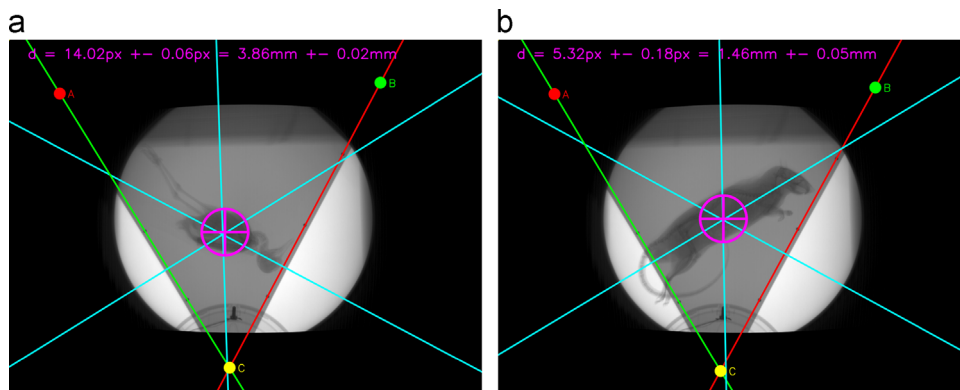 a
d = 14.02px +- 0.06px = 3.86mm +- 0.02mm
A
B
C
b
d = 5.32px +- 0.18px = 1.46mm +- 0.05mm
A
B
C